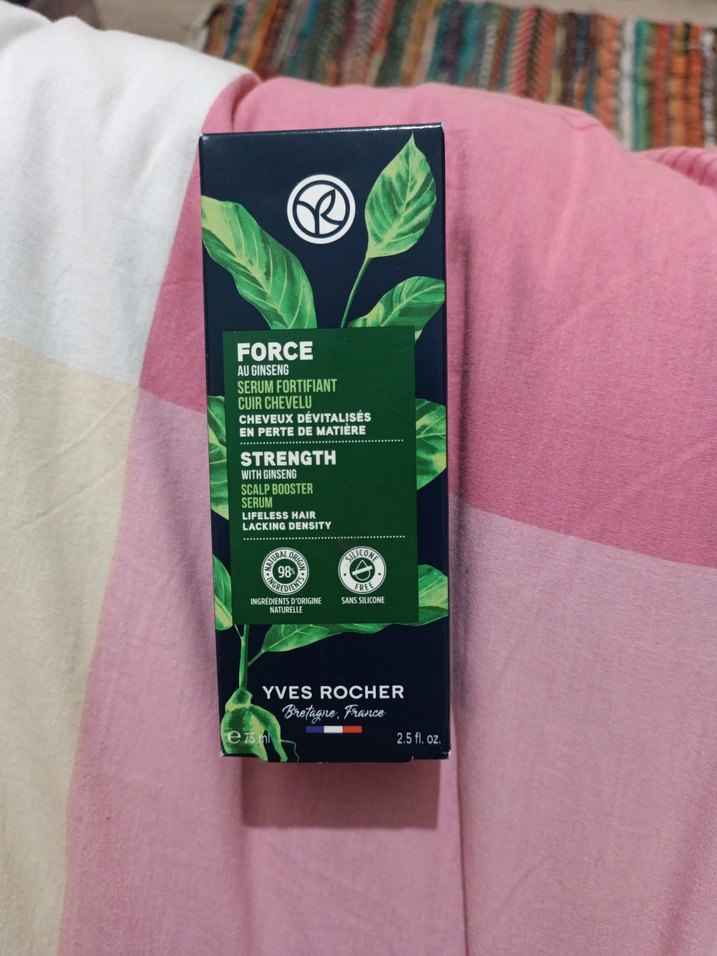 YR
FORCE
AU GINSENG
SERUM FORTIFIANT
CUIR CHEVELU
CHEVEUX DÉVITALISÉS
EN PERTE DE MATIÈRE
STRENGTH
WITH GINSENG
SCALP BOOSTER
SERUM
LIFELESS HAIR
LACKING DENSITY
NATURAL ORIGIN
98%
INGREDIENTS
INGRÉDIENTS D'ORIGINE
NATURELLE
SILICONE
FREE
SANS SILICONE
YVES ROCHER
Bretagne, France
℮ 75 ml
2.5 fl. oz.